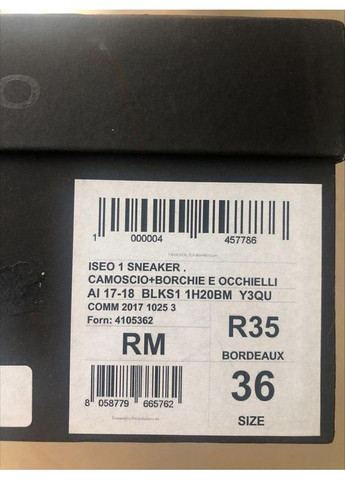 O
1 000004 457786
ISEO 1 SNEAKER .
CAMOSCIO+BORCHIE E OCCHIELLI
AI 17-18 BLKS1 1H20BM Y3QU
COMM 2017 1025 3
Forn: 4105362
RM
R35
BORDEAUX
36
SIZE
8 058779 665762